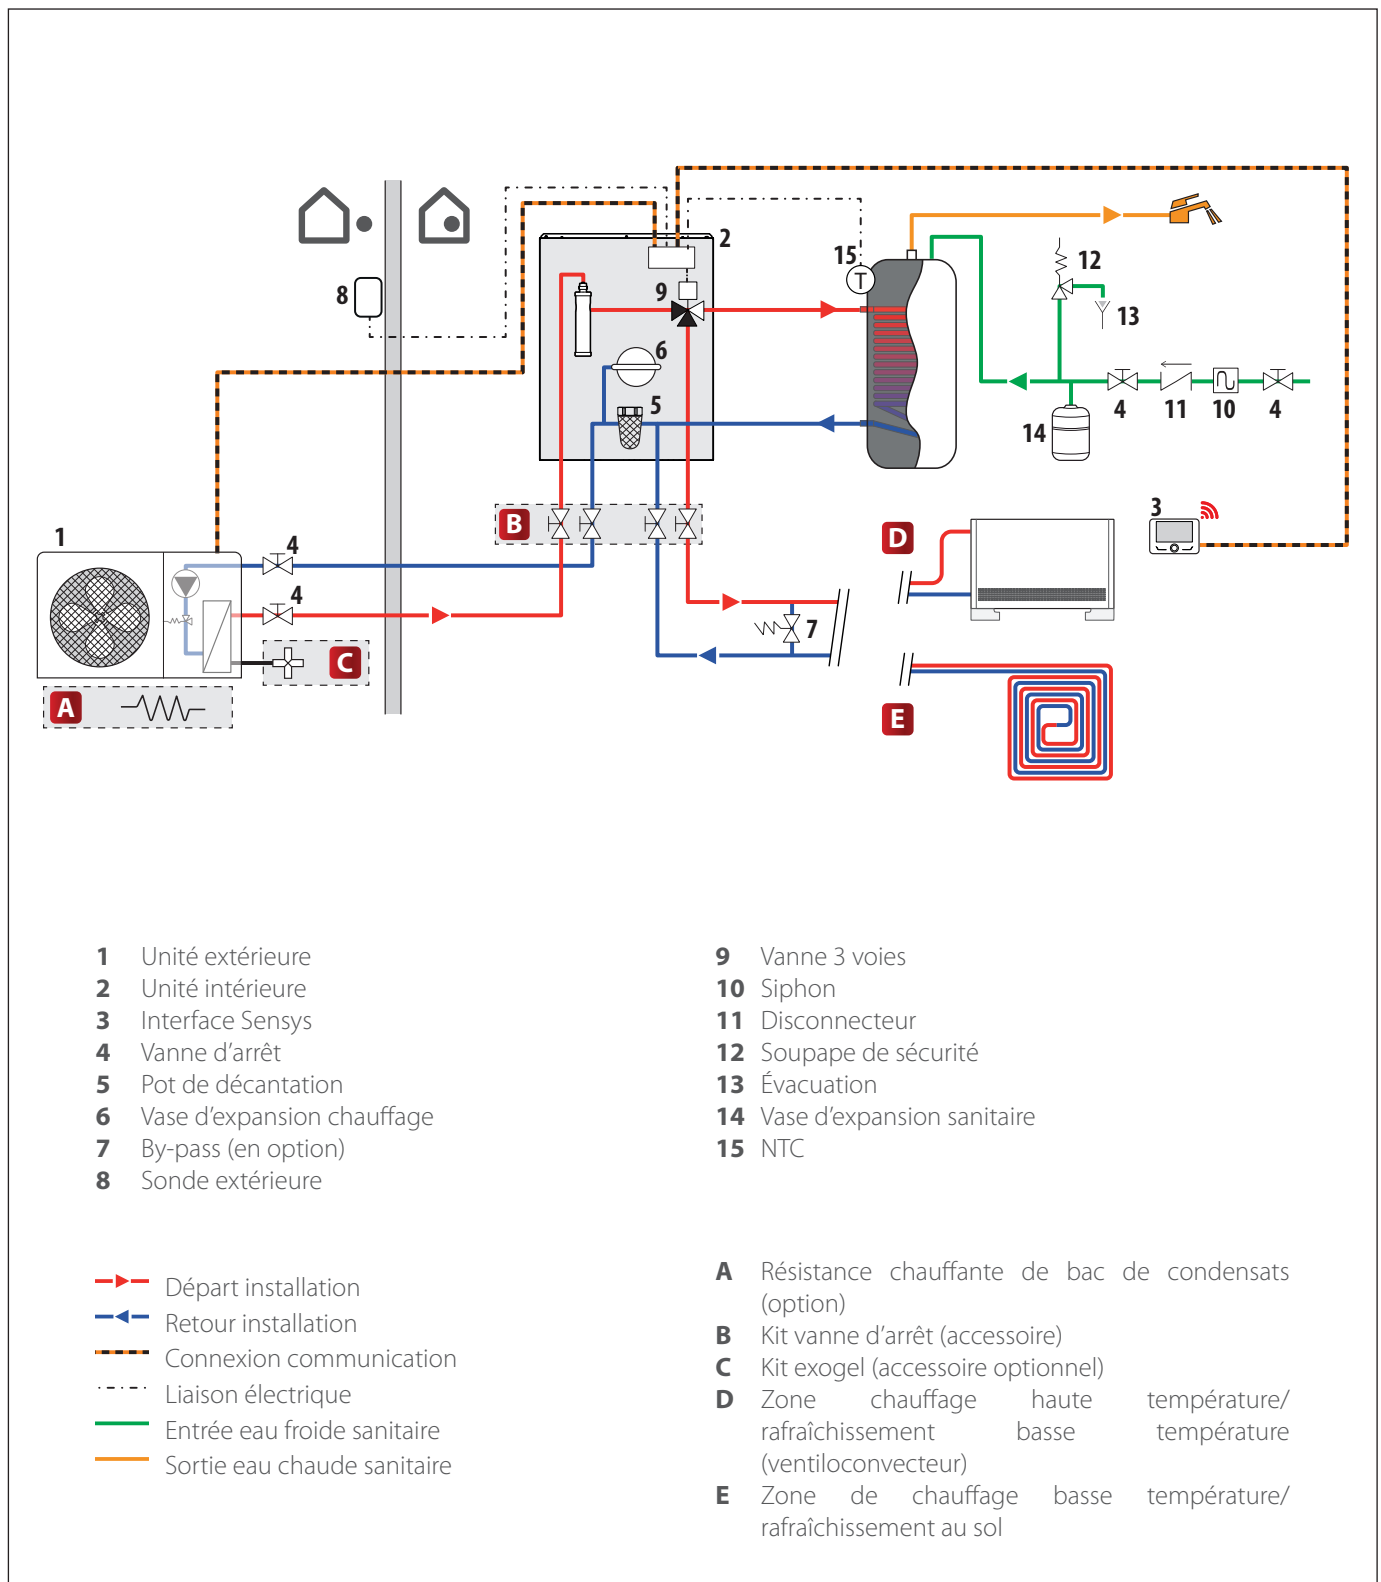 2
15
T
12
8
9
13
6
5
4
11
10
4
14
B
3
1
4
D
4
7
C
A
E
1 Unité extérieure
2 Unité intérieure
3 Interface Sensys
4 Vanne d'arrêt
5 Pot de décantation
6 Vase d'expansion chauffage
7 By-pass (en option)
8 Sonde extérieure
9 Vanne 3 voies
10 Siphon
11 Disconnecteur
12 Soupape de sécurité
13 Évacuation
14 Vase d'expansion sanitaire
15 NTC
Départ installation
Retour installation
Connexion communication
Liaison électrique
Entrée eau froide sanitaire
Sortie eau chaude sanitaire
A Résistance chauffante de bac de condensats
(option)
B Kit vanne d'arrêt (accessoire)
C Kit exogel (accessoire optionnel)
D Zone chauffage haute température/
rafraîchissement basse température
(ventiloconvecteur)
E Zone de chauffage basse température/
rafraîchissement au sol